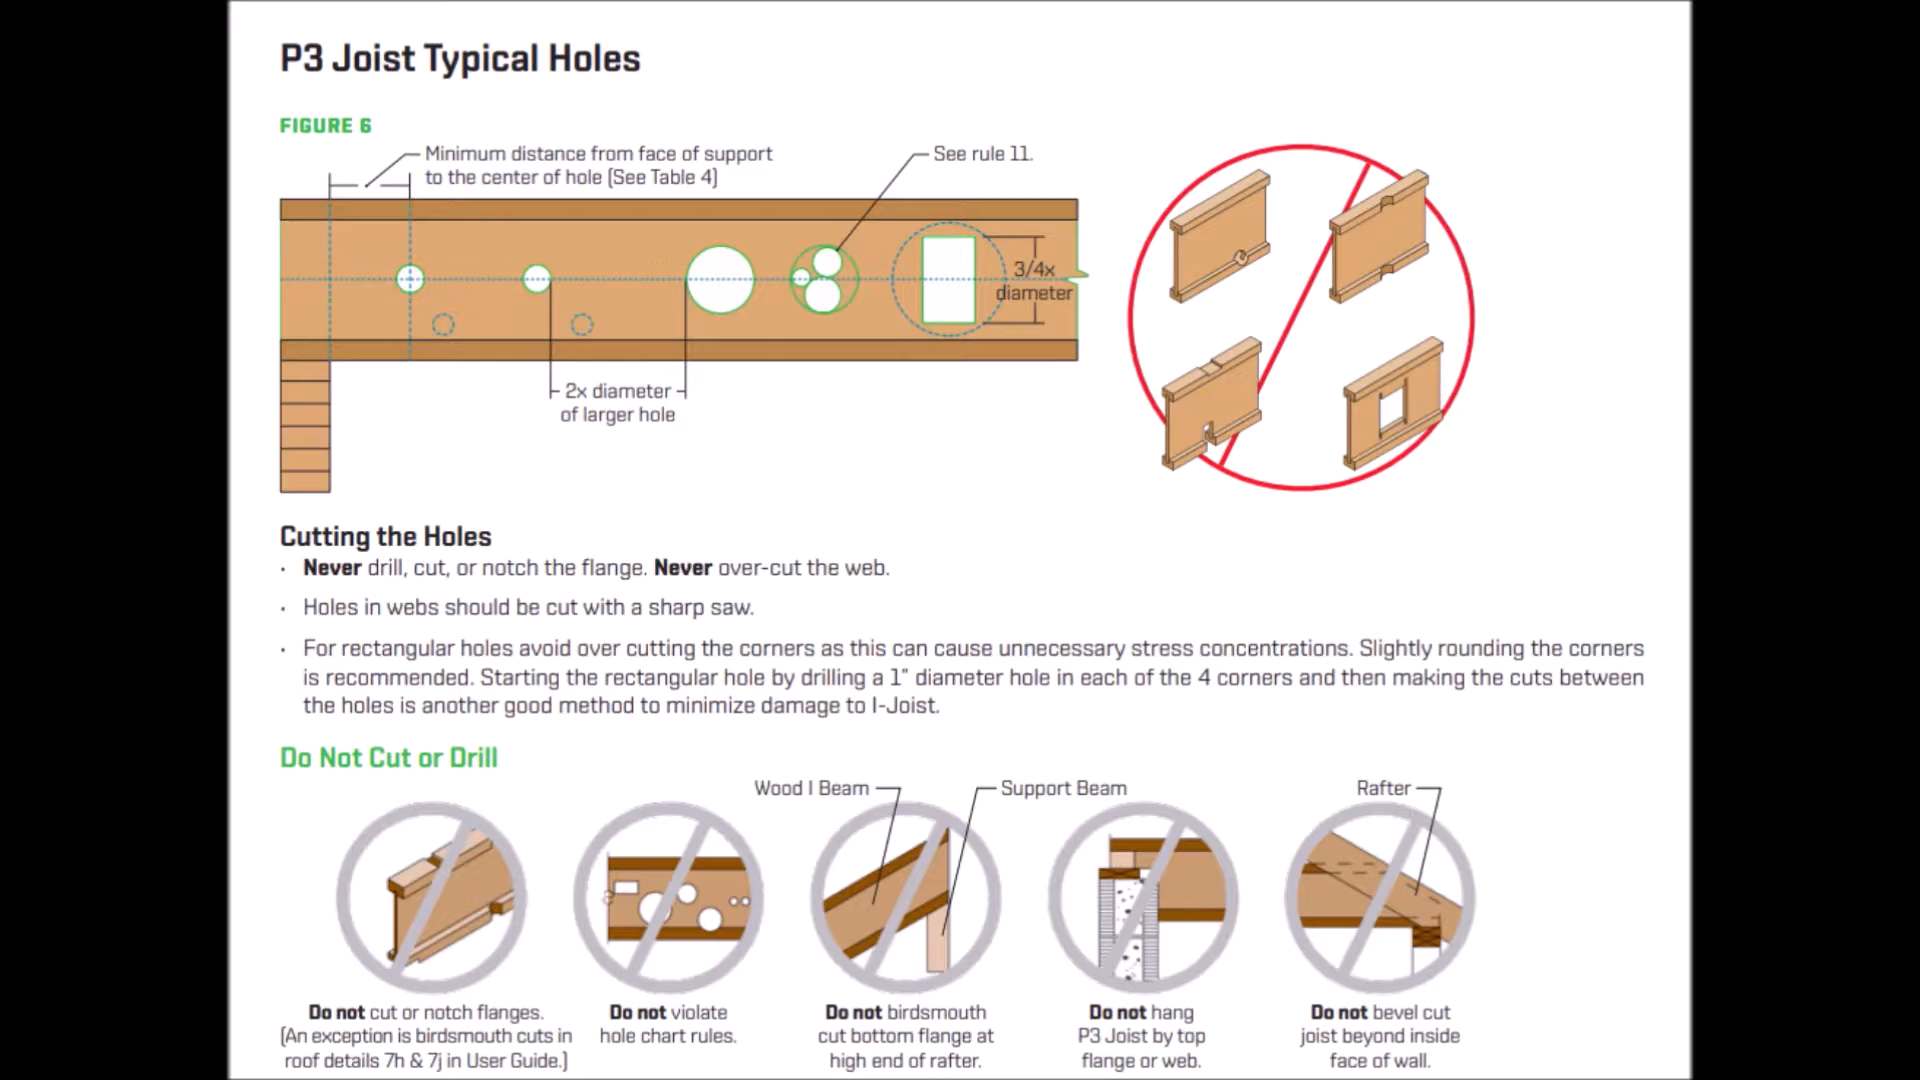 P3 Joist Typical Holes
FIGURE 6
Minimum distance from face of support
to the center of hole (See Table 4)
See rule 11.
3/4x
diameter
2x diameter
of larger hole
Cutting the Holes
· Never drill, cut, or notch the flange. Never over-cut the web.
· Holes in webs should be cut with a sharp saw.
· For rectangular holes avoid over cutting the corners as this can cause unnecessary stress concentrations. Slightly rounding the corners
is recommended. Starting the rectangular hole by drilling a 1" diameter hole in each of the 4 corners and then making the cuts between
the holes is another good method to minimize damage to I-Joist.
Do Not Cut or Drill
Wood I Beam
Support Beam
Rafter
Do not cut or notch flanges.
(An exception is birdsmouth cuts in
roof details 7h & 7j in User Guide.)
Do not violate
hole chart rules.
Do not birdsmouth
cut bottom flange at
high end of rafter.
Do not hang
P3 Joist by top
flange or web.
Do not bevel cut
joist beyond inside
face of wall.